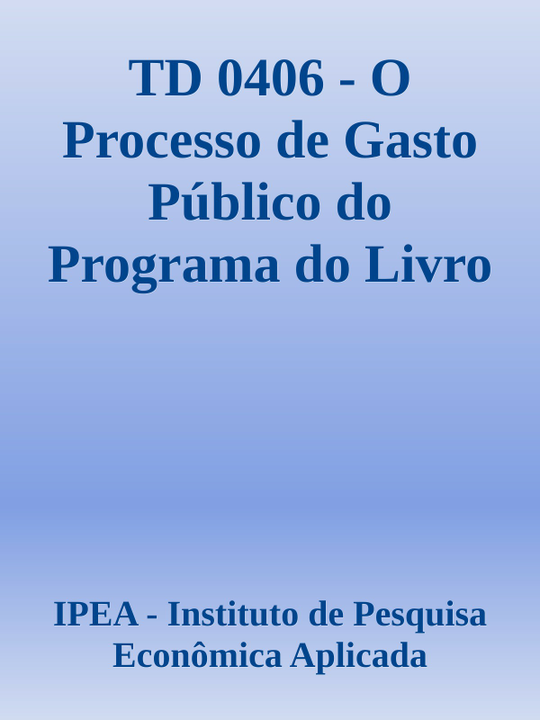 TD 0406 - O
Processo de Gasto
Público do
Programa do Livro
IPEA - Instituto de Pesquisa
Econômica Aplicada